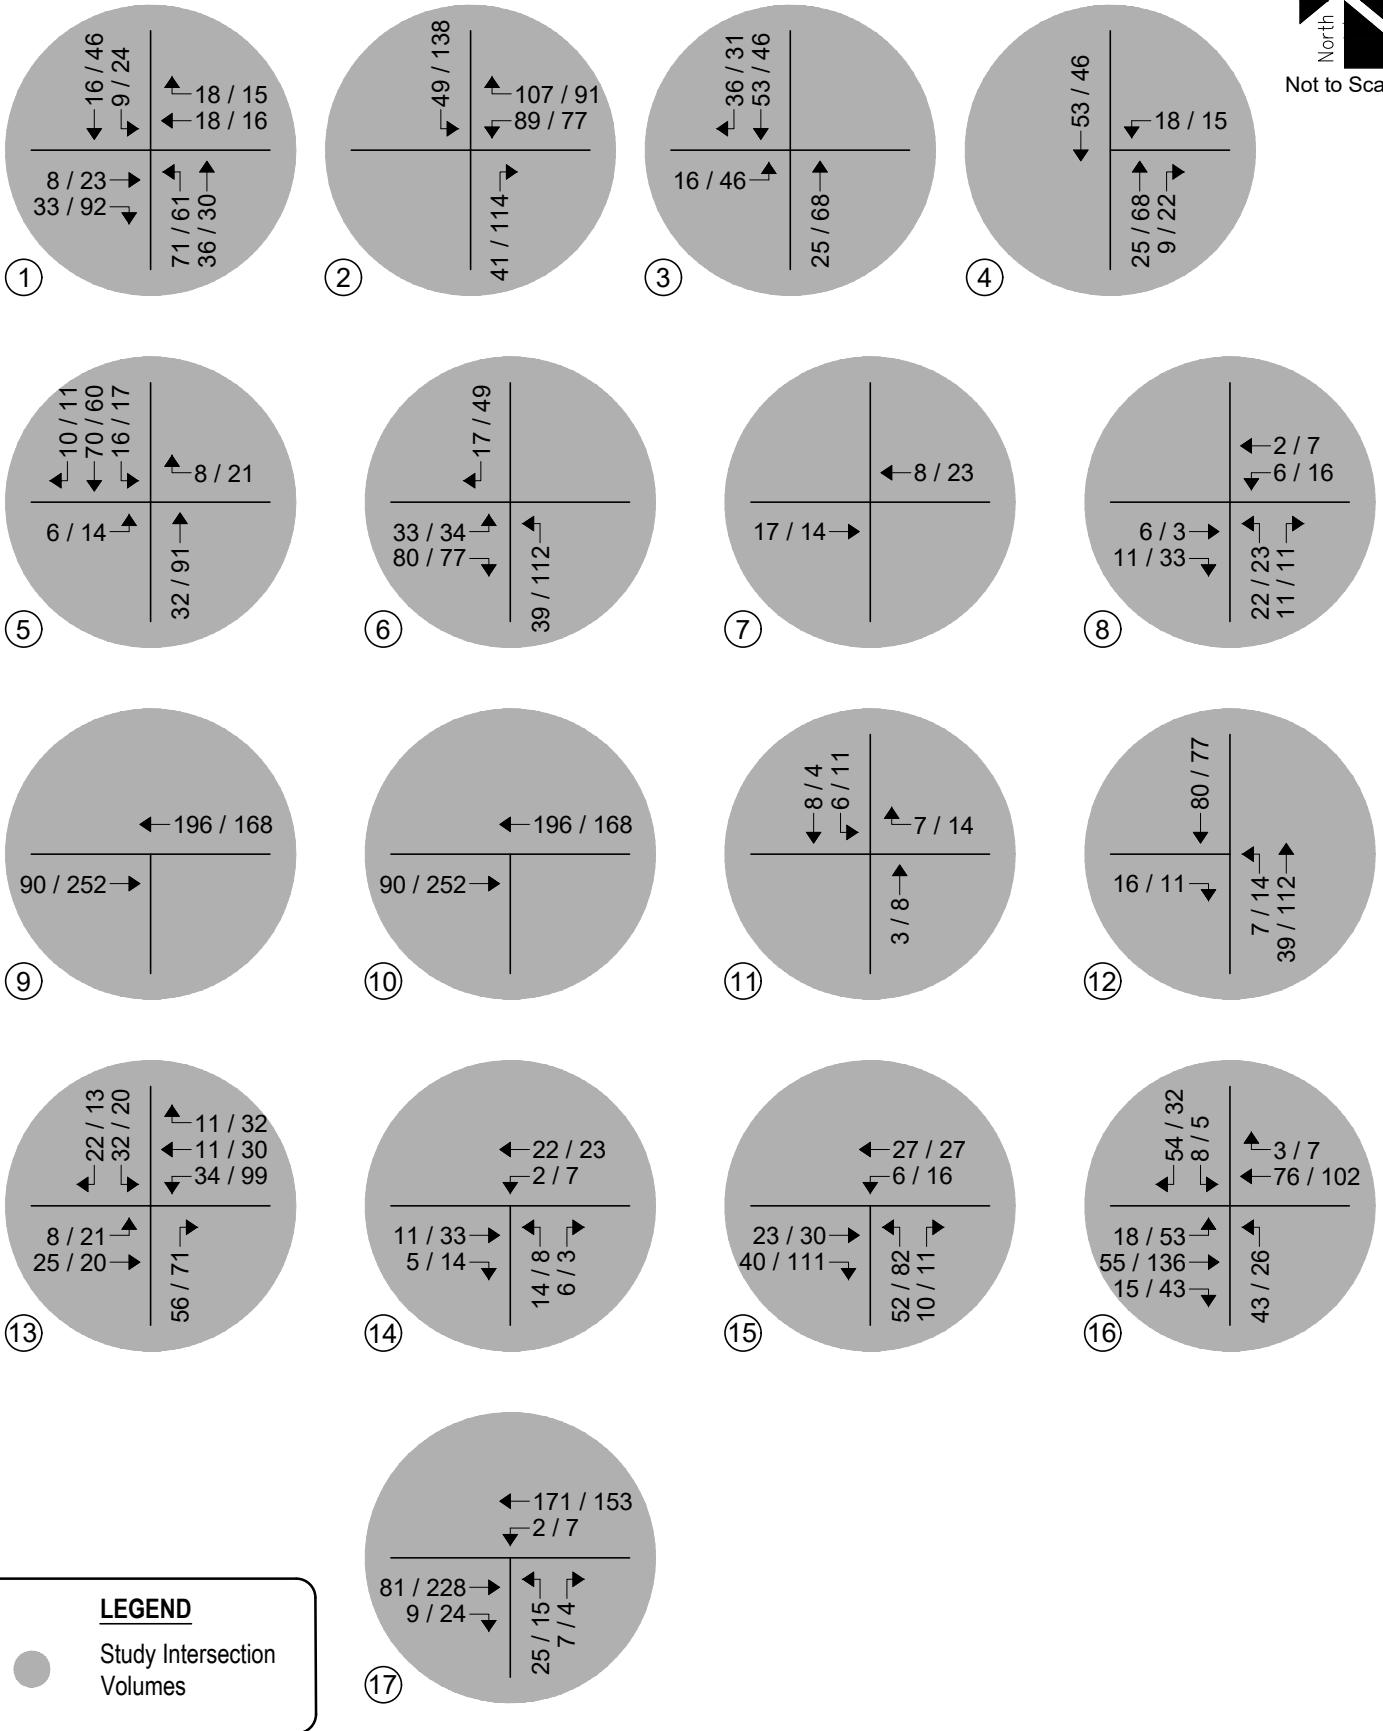 North
Not to Sca
16 / 46
9 / 24
18 / 15
18 / 16
8 / 23
33 / 92
71 / 61
36 / 30
1
49 / 138
107 / 91
89 / 77
41 / 114
2
36 / 31
53 / 46
16 / 46
25 / 68
3
53 / 46
18 / 15
25 / 68
9 / 22
4
10 / 11
70 / 60
16 / 17
8 / 21
6 / 14
32 / 91
5
17 / 49
33 / 34
80 / 77
39 / 112
6
8 / 23
17 / 14
7
2 / 7
6 / 16
6 / 3
11 / 33
22 / 23
11 / 11
8
196 / 168
90 / 252
9
196 / 168
90 / 252
10
8 / 4
6 / 11
7 / 14
3 / 8
11
80 / 77
16 / 11
7 / 14
39 / 112
12
22 / 13
32 / 20
11 / 32
11 / 30
34 / 99
8 / 21
25 / 20
56 / 71
13
22 / 23
2 / 7
11 / 33
5 / 14
14 / 8
6 / 3
14
27 / 27
6 / 16
23 / 30
40 / 111
52 / 82
10 / 11
15
54 / 32
8 / 5
3 / 7
76 / 102
18 / 53
55 / 136
15 / 43
43 / 26
16
171 / 153
2 / 7
81 / 228
9 / 24
25 / 15
7 / 4
17
LEGEND
Study Intersection
Volumes